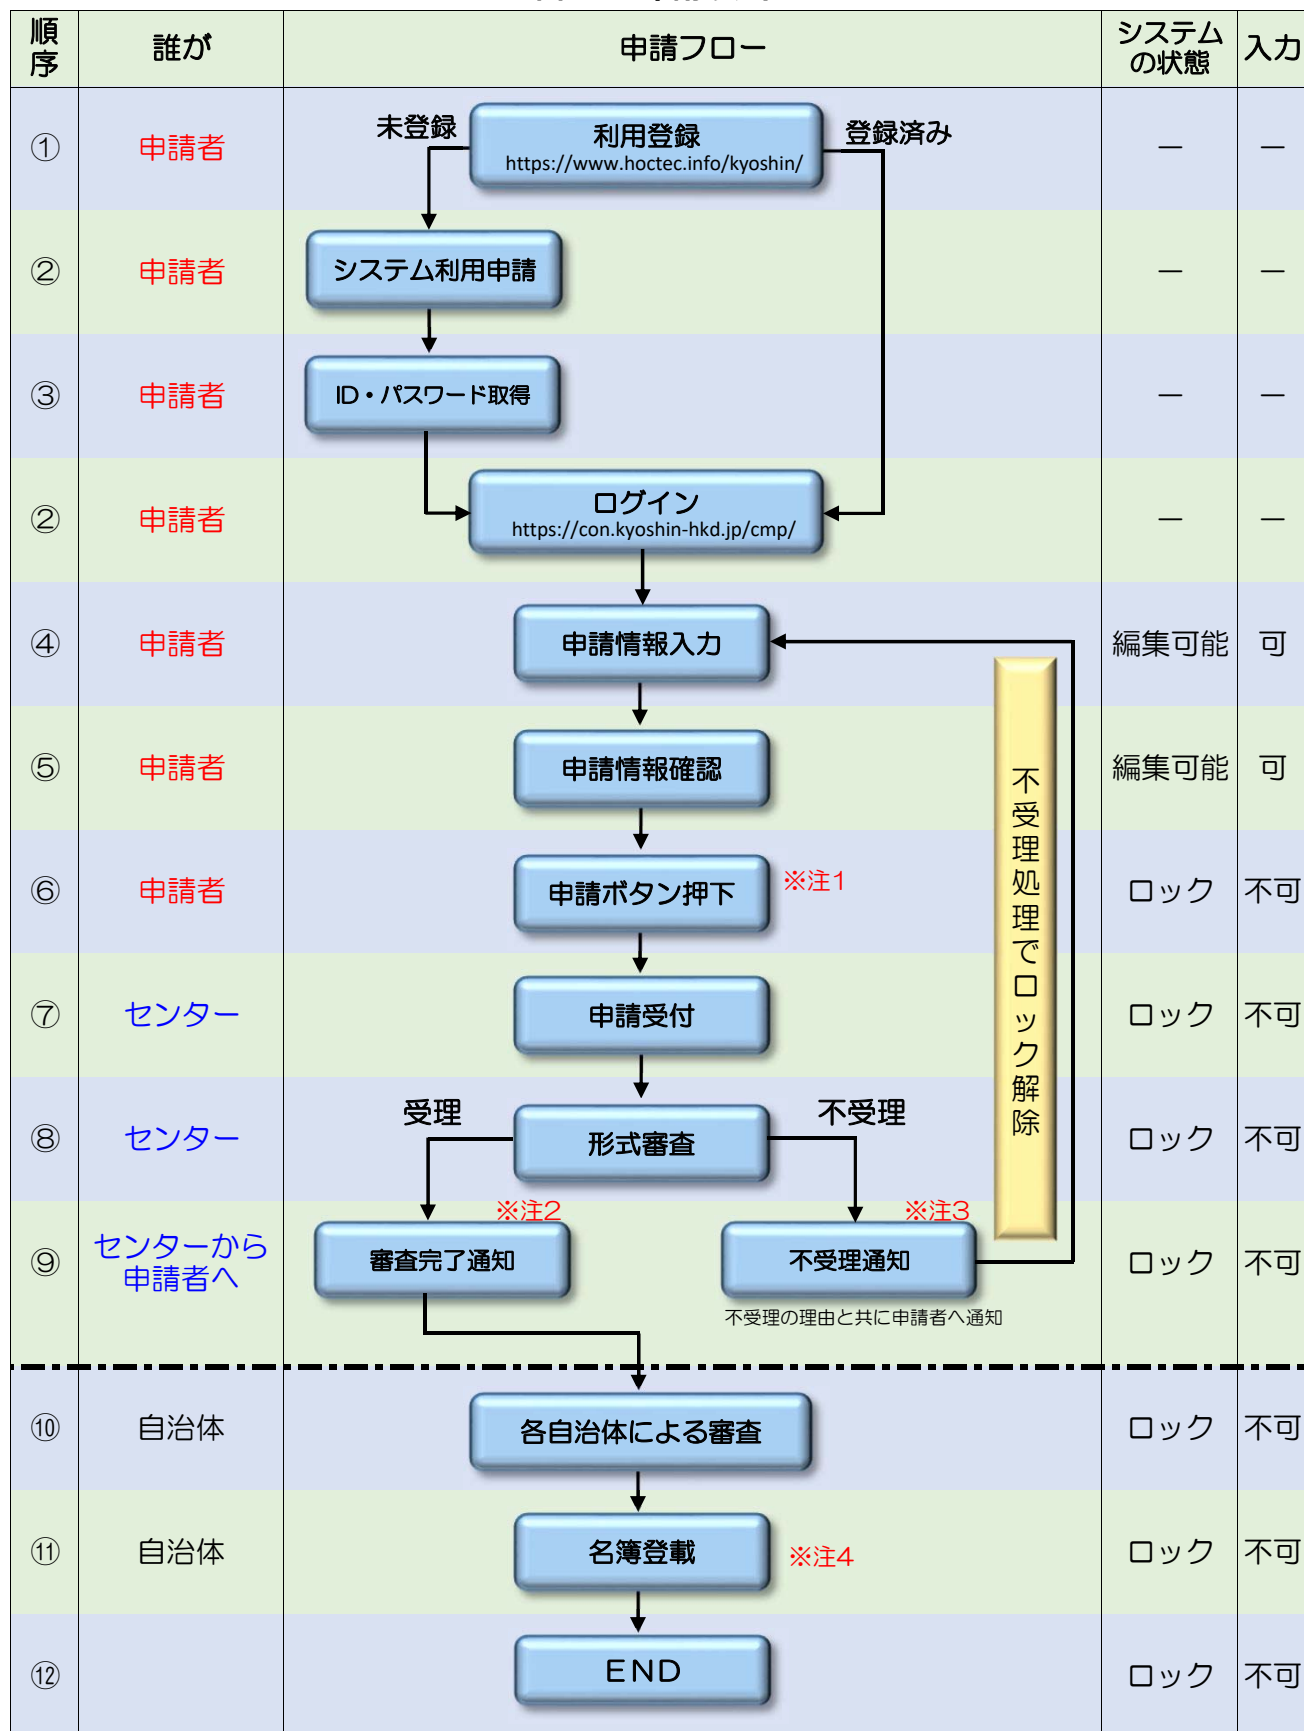 順序 誰が 申請フロー システムの状態 入力
① 申請者 未登録 利用登録 登録済み － －
https://www.hoctec.info/kyoshin/
② 申請者 システム利用申請 － －
③ 申請者 ID・パスワード取得 － －
② 申請者 ログイン － －
https://con.kyoshin-hkd.jp/cmp/
④ 申請者 申請情報入力 編集可能 可
⑤ 申請者 申請情報確認 編集可能 可
不受理処理でロック解除
⑥ 申請者 申請ボタン押下 ※注1 ロック 不可
⑦ センター 申請受付 ロック 不可
⑧ センター 受理 形式審査 不受理 ロック 不可
※注2 ※注3
⑨ センターから申請者へ 審査完了通知 不受理通知 ロック 不可
不受理の理由と共に申請者へ通知
⑩ 自治体 各自治体による審査 ロック 不可
⑪ 自治体 名簿登載 ※注4 ロック 不可
⑫ END ロック 不可